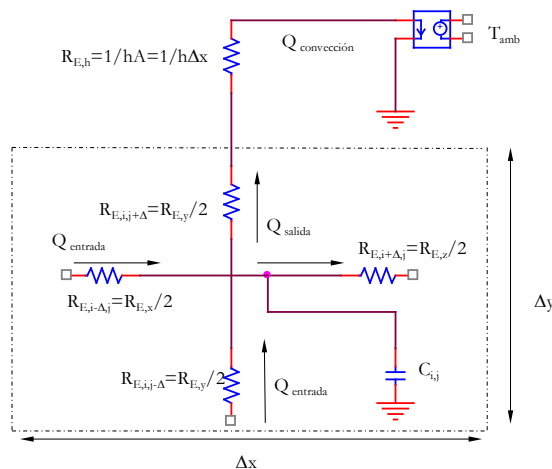 R_{E,h}=1/hA=1/hΔx
Q_{convección}
T_{amb}
R_{E,i,j+Δ}=R_{E,y}/2
Q_{entrada}
Q_{salida}
R_{E,i+Δ,j}=R_{E,z}/2
R_{E,i-Δ,j}=R_{E,x}/2
Δy
R_{E,i,j-Δ}=R_{E,y}/2
Q_{entrada}
C_{i,j}
Δx